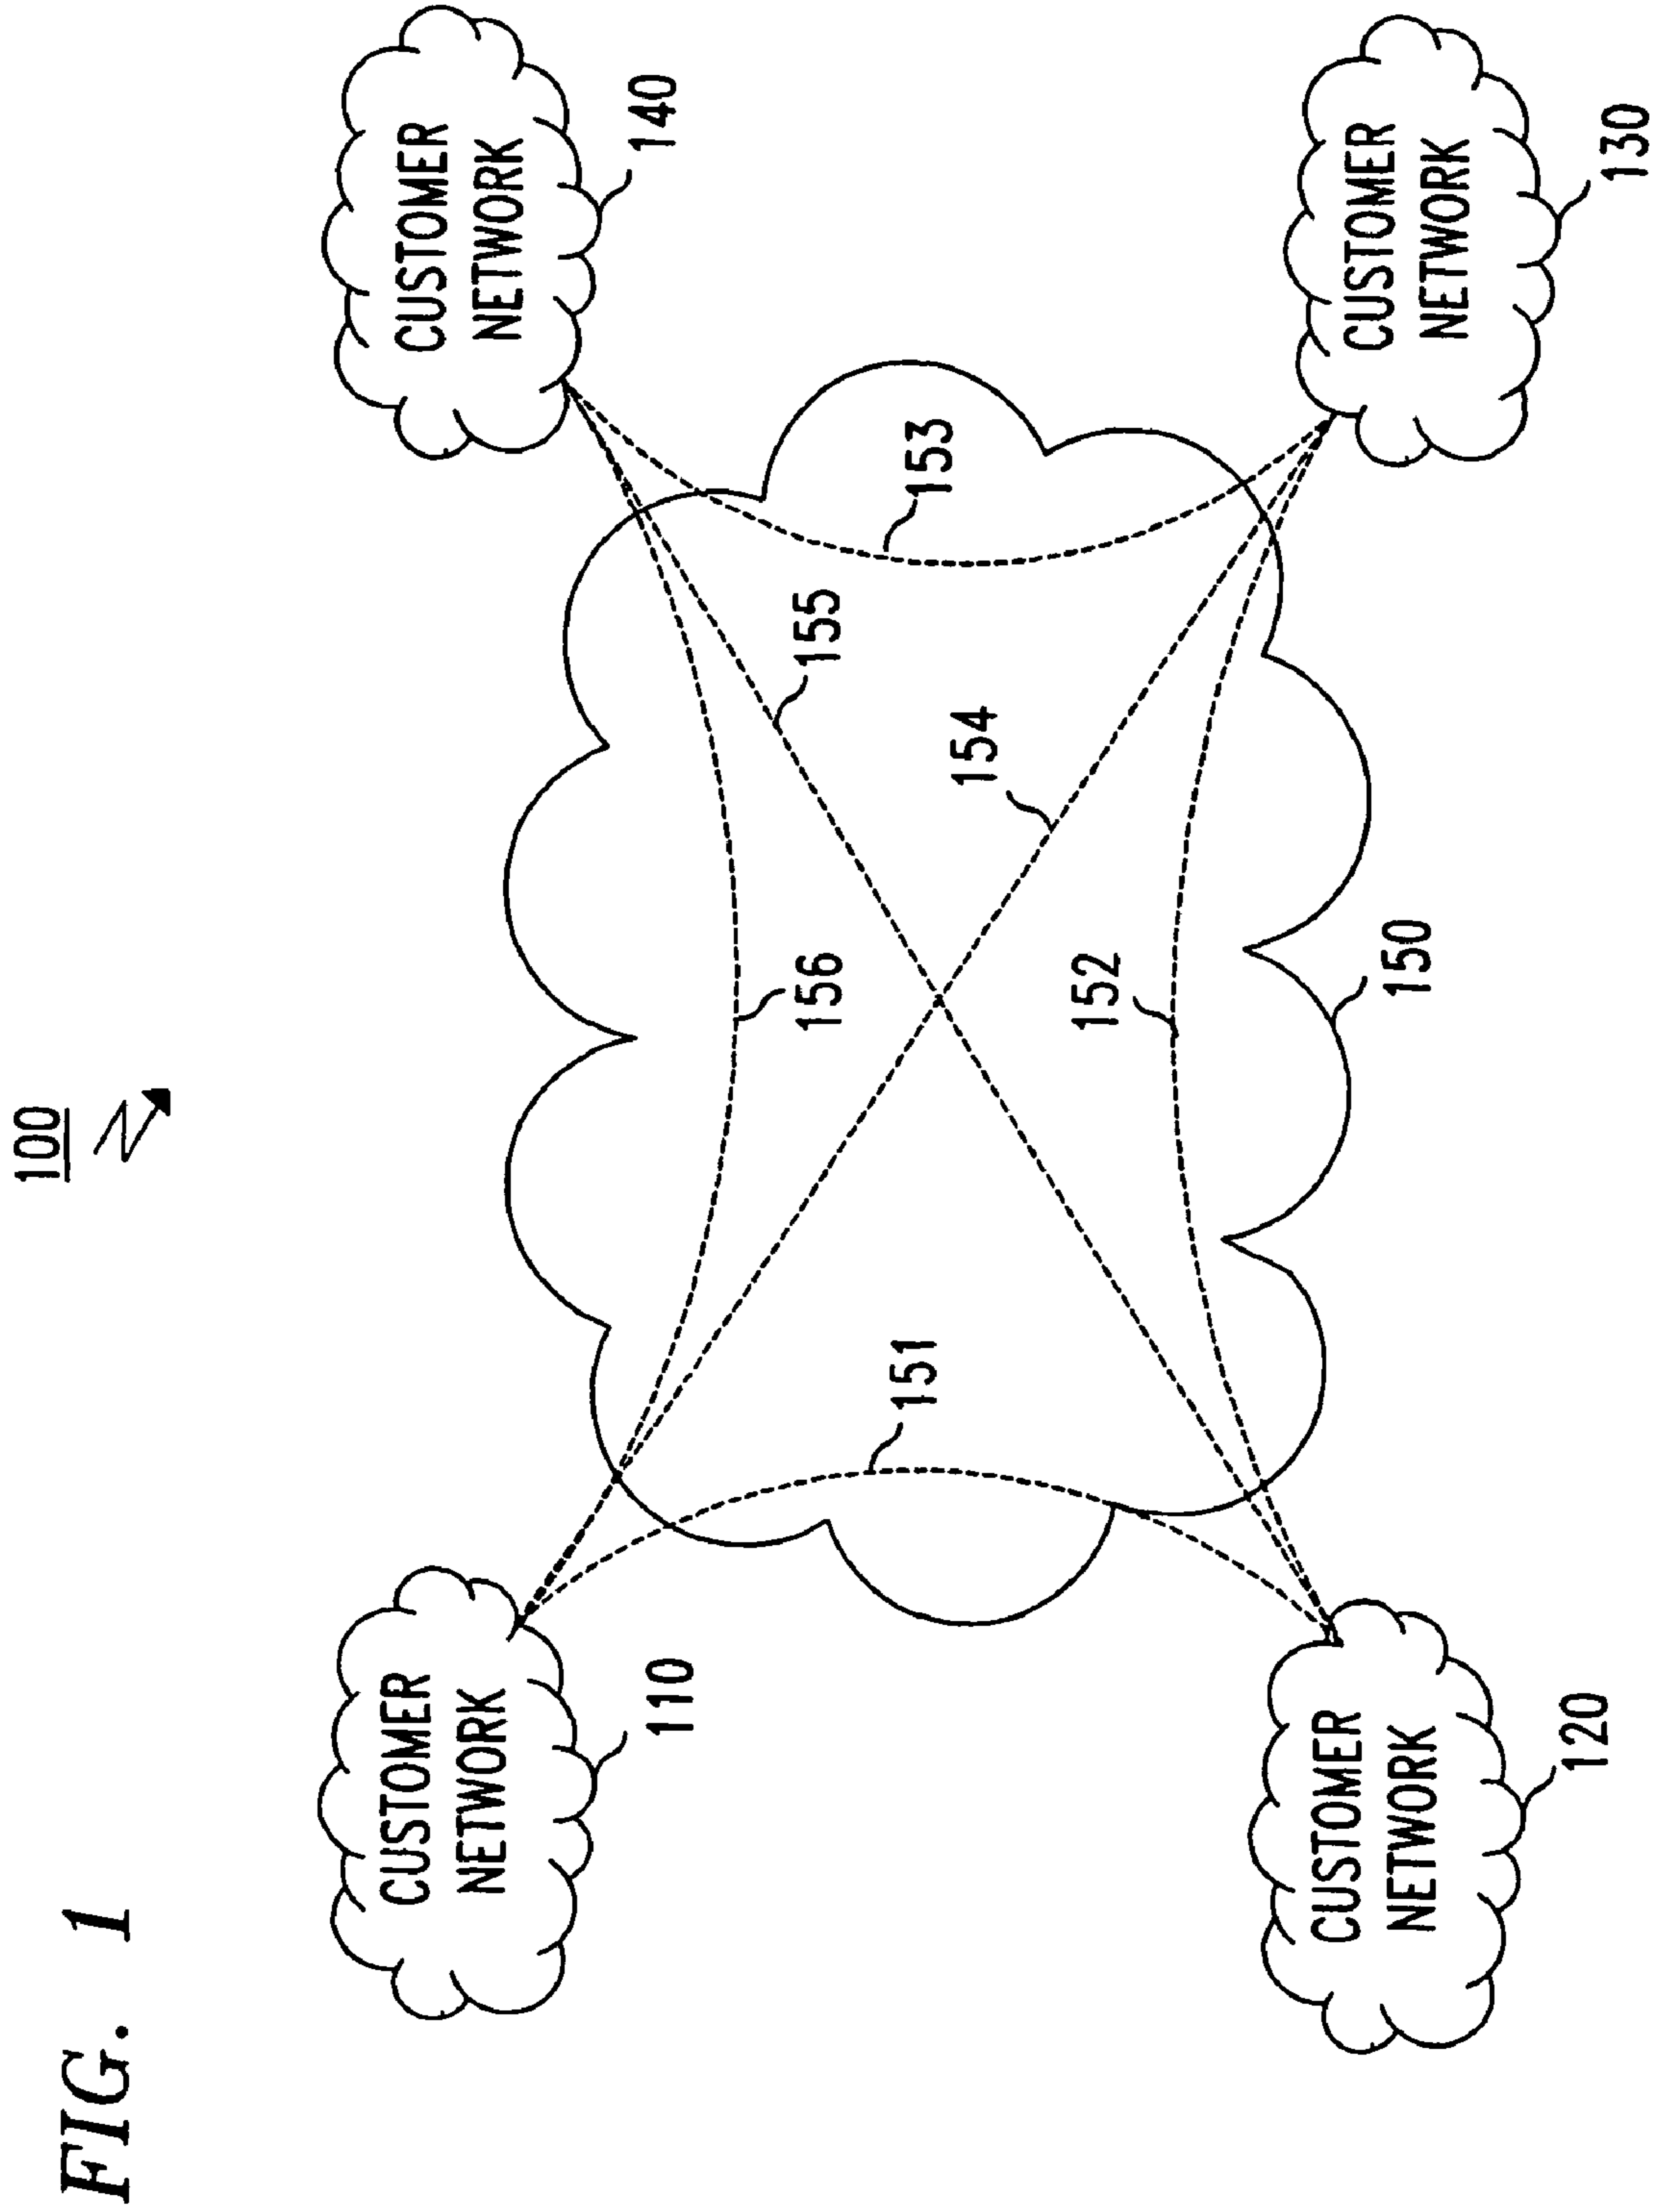 FIG. 1
100
CUSTOMER
NETWORK
110
CUSTOMER
NETWORK
140
156
155
151
153
154
152
150
CUSTOMER
NETWORK
120
CUSTOMER
NETWORK
130